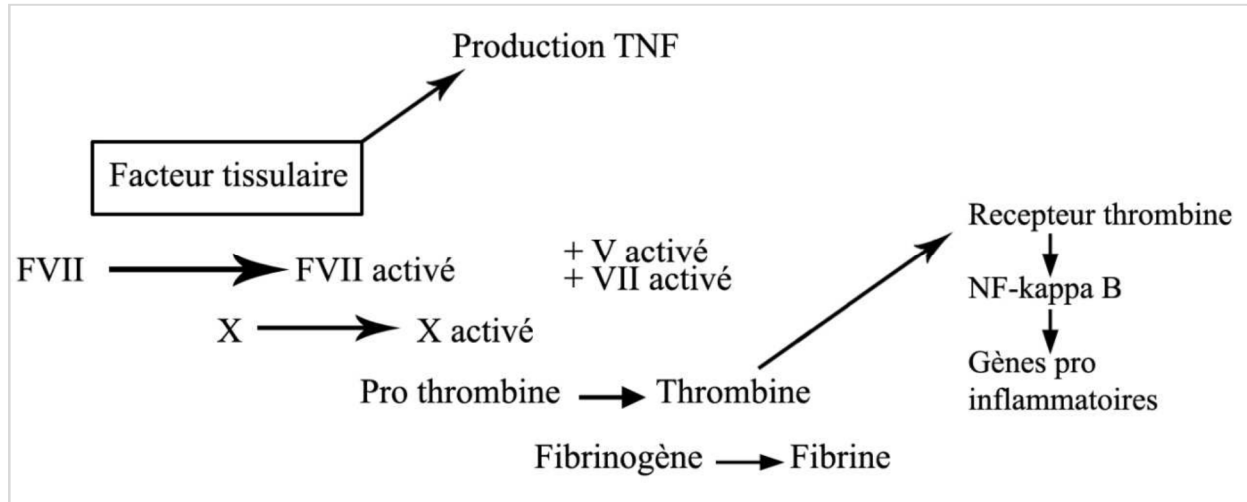 Production TNF
Facteur tissulaire
Recepteur thrombine
FVII
FVII activé
+ V activé
+ VII activé
NF-kappa B
X
X activé
Gènes pro
inflammatoires
Pro thrombine
Thrombine
Fibrinogène
Fibrine